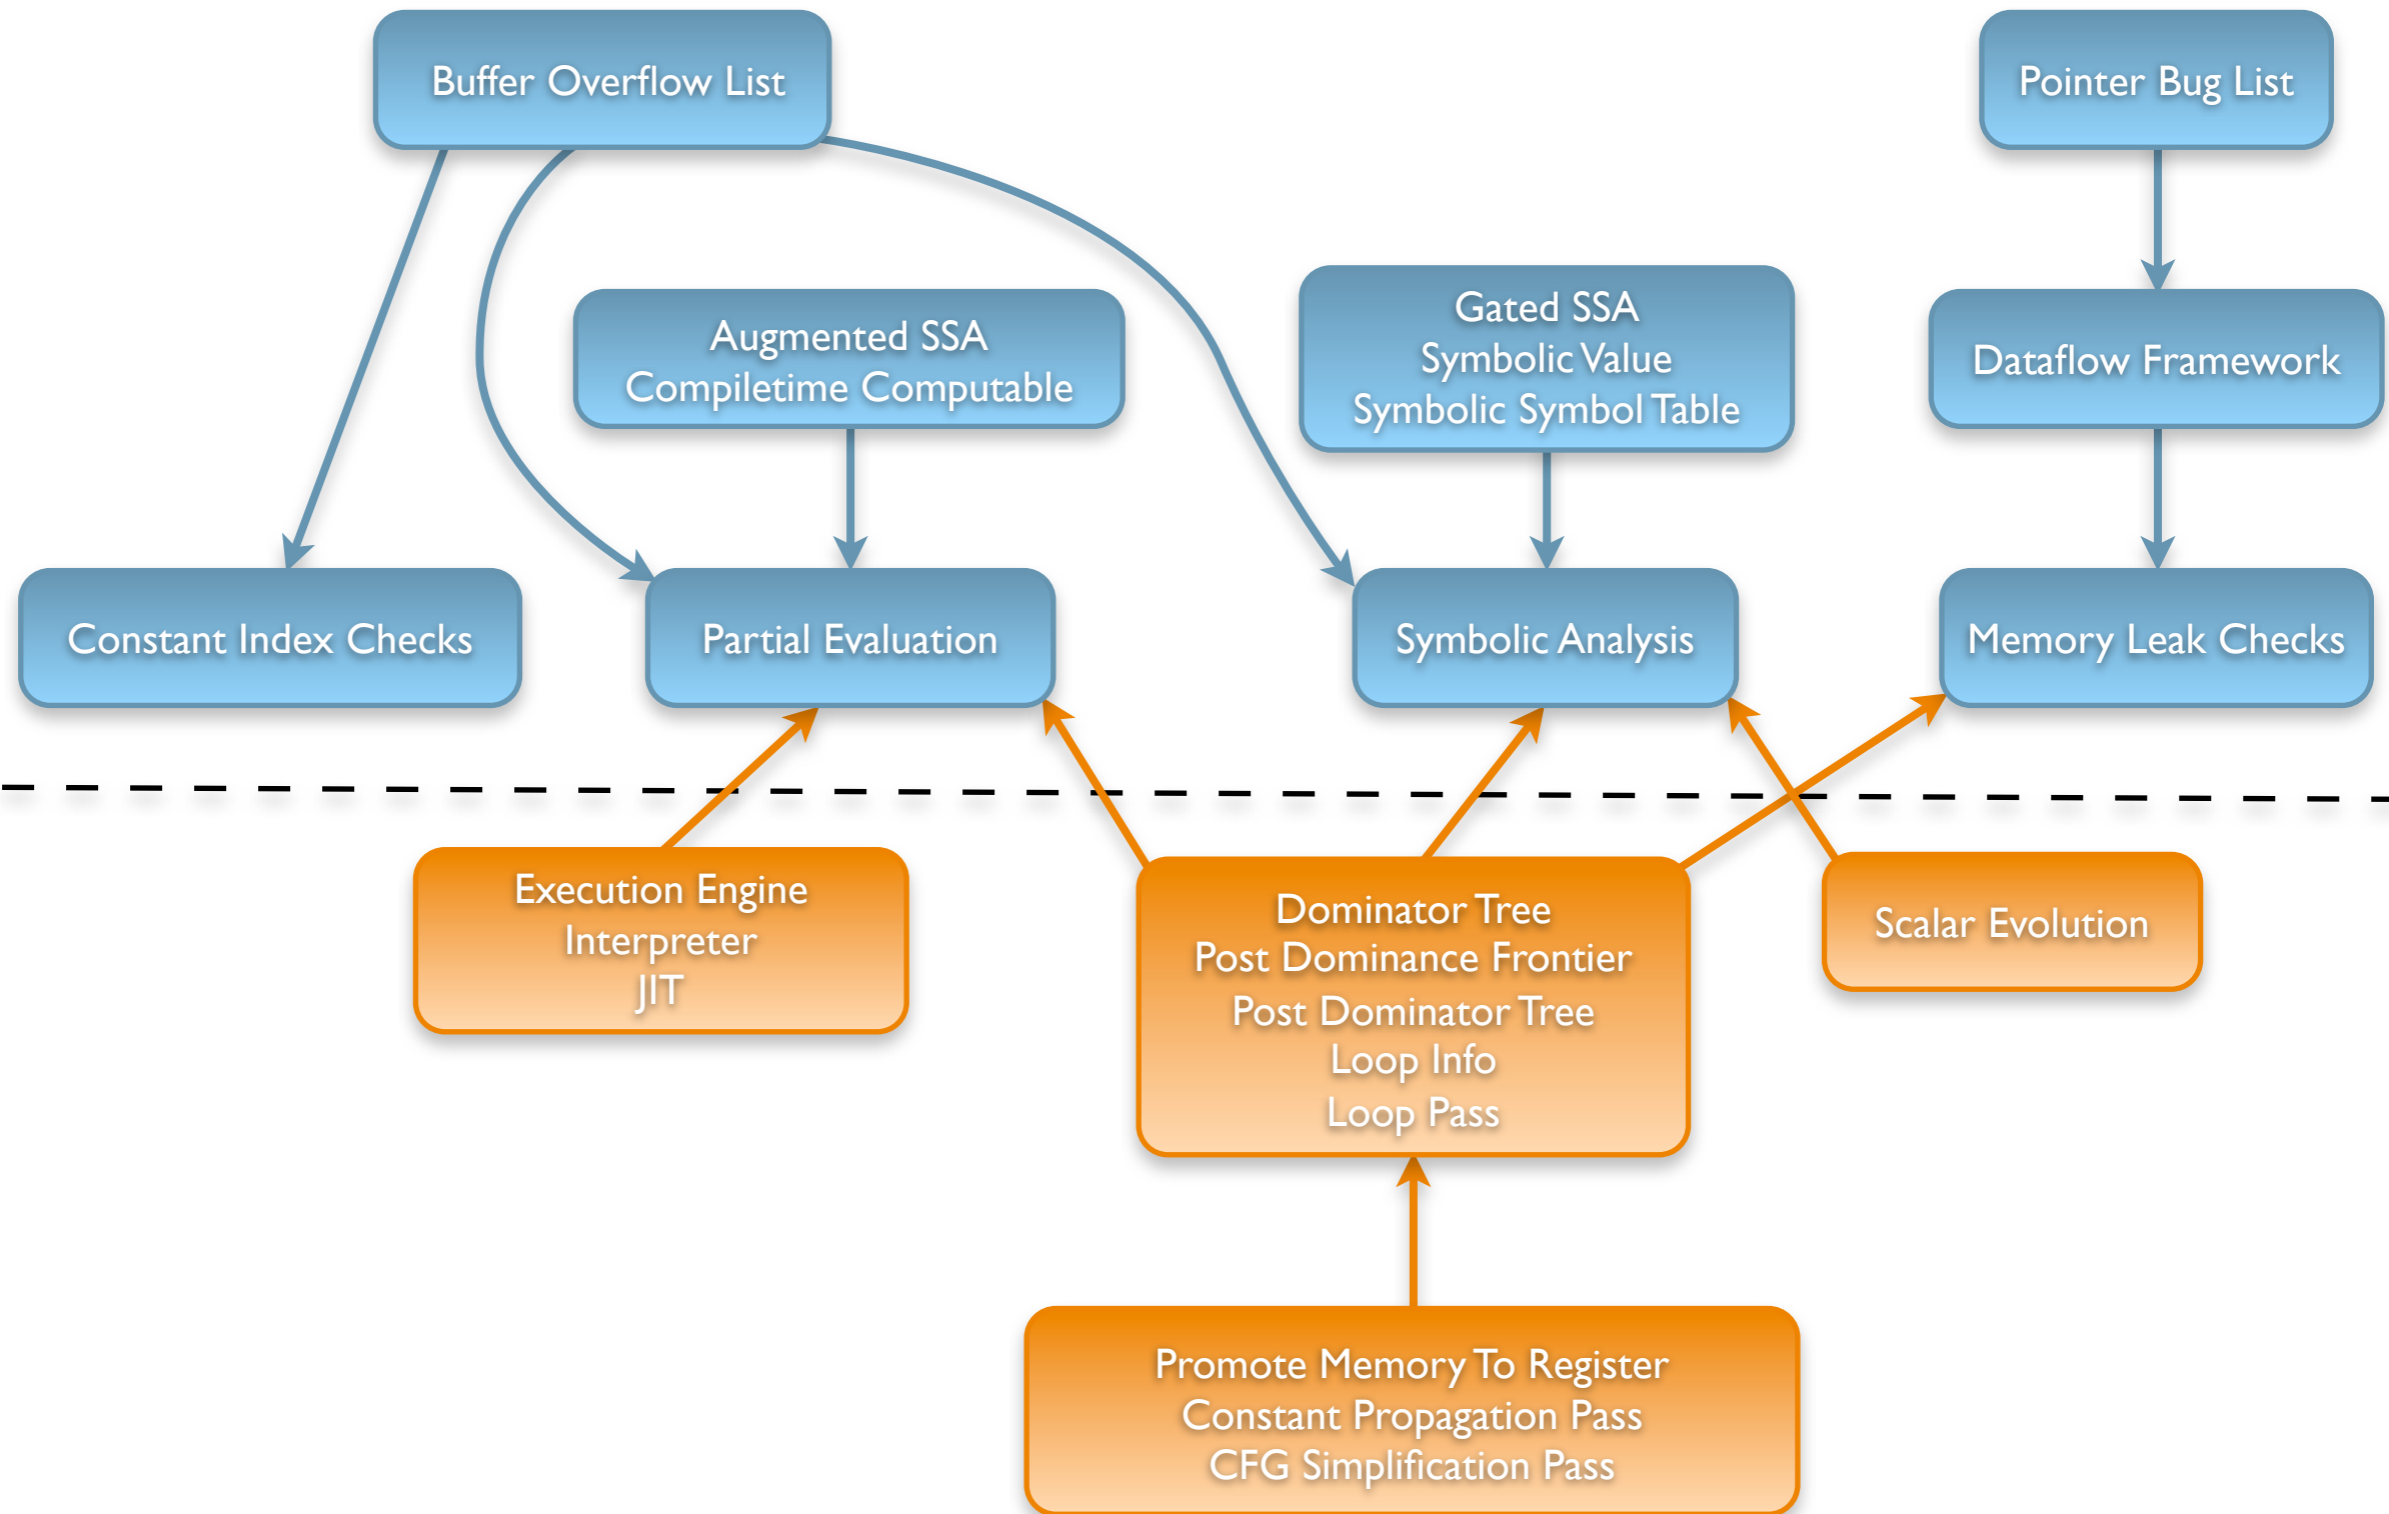 Buffer Overflow List
Pointer Bug List
Augmented SSA
Compiletime Computable
Gated SSA
Symbolic Value
Symbolic Symbol Table
Dataflow Framework
Constant Index Checks
Partial Evaluation
Symbolic Analysis
Memory Leak Checks
Execution Engine
Interpreter
JIT
Dominator Tree
Post Dominance Frontier
Post Dominator Tree
Loop Info
Loop Pass
Scalar Evolution
Promote Memory To Register
Constant Propagation Pass
CFG Simplification Pass